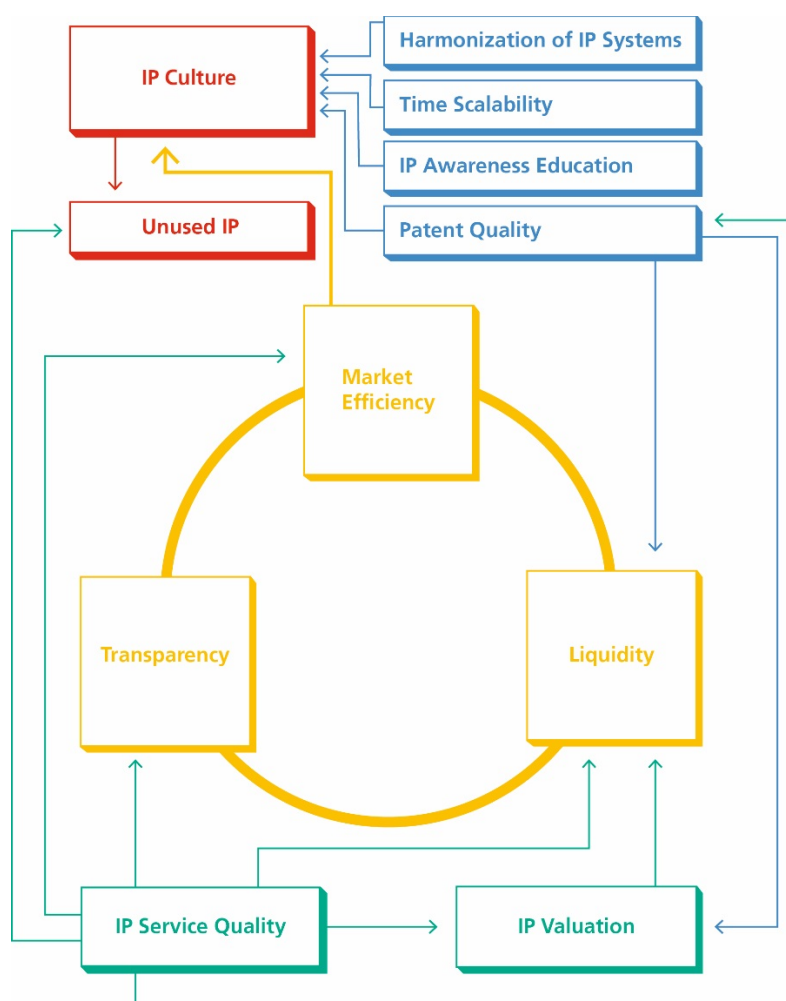 IP Culture
Harmonization of IP Systems
Time Scalability
IP Awareness Education
Unused IP
Patent Quality
Market
Efficiency
Transparency
Liquidity
IP Service Quality
IP Valuation